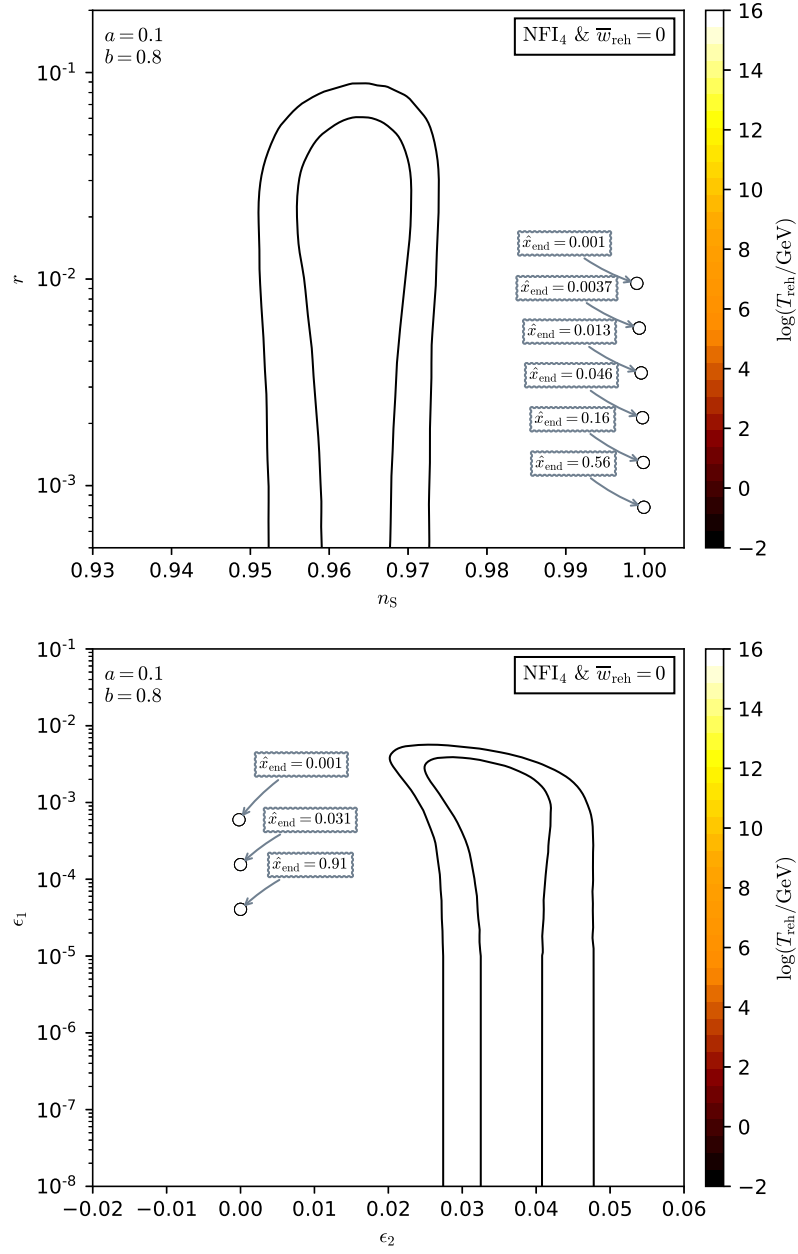 a = 0.1
b = 0.8
NFI₄ & w̅_reh = 0
10⁻¹
10⁻²
10⁻³
r
x̂_end = 0.001
x̂_end = 0.0037
x̂_end = 0.013
x̂_end = 0.046
x̂_end = 0.16
x̂_end = 0.56
0.93 0.94 0.95 0.96 0.97 0.98 0.99 1.00
n_S
16
14
12
10
8
6
4
2
0
−2
log(T_reh/GeV)
a = 0.1
b = 0.8
NFI₄ & w̅_reh = 0
10⁻¹
10⁻²
10⁻³
10⁻⁴
10⁻⁵
10⁻⁶
10⁻⁷
10⁻⁸
ϵ₁
x̂_end = 0.001
x̂_end = 0.031
x̂_end = 0.91
−0.02 −0.01 0.00 0.01 0.02 0.03 0.04 0.05 0.06
ϵ₂
16
14
12
10
8
6
4
2
0
−2
log(T_reh/GeV)